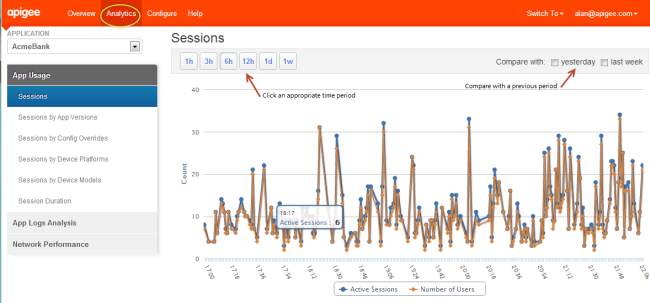 apigee Overview Analytics Configure Help Switch To alan@apigee.com
APPLICATION
AcmeBank
App Usage
Sessions
Sessions by App Versions
Sessions by Config Overrides
Sessions by Device Platforms
Sessions by Device Models
Session Duration
App Logs Analysis
Network Performance
Sessions
1h 3h 6h 12h 1d 1w
Compare with: yesterday last week
Click an appropriate time period
Compare with a previous period
Count
40
30
20
10
0
18:17
Active Sessions : 6
17:00 17:18 17:36 17:54 18:12 18:30 18:48 19:06 19:24 19:42 20:00 20:18 20:36 20:54 21:12 21:30 21:48 22:06
Active Sessions Number of Users